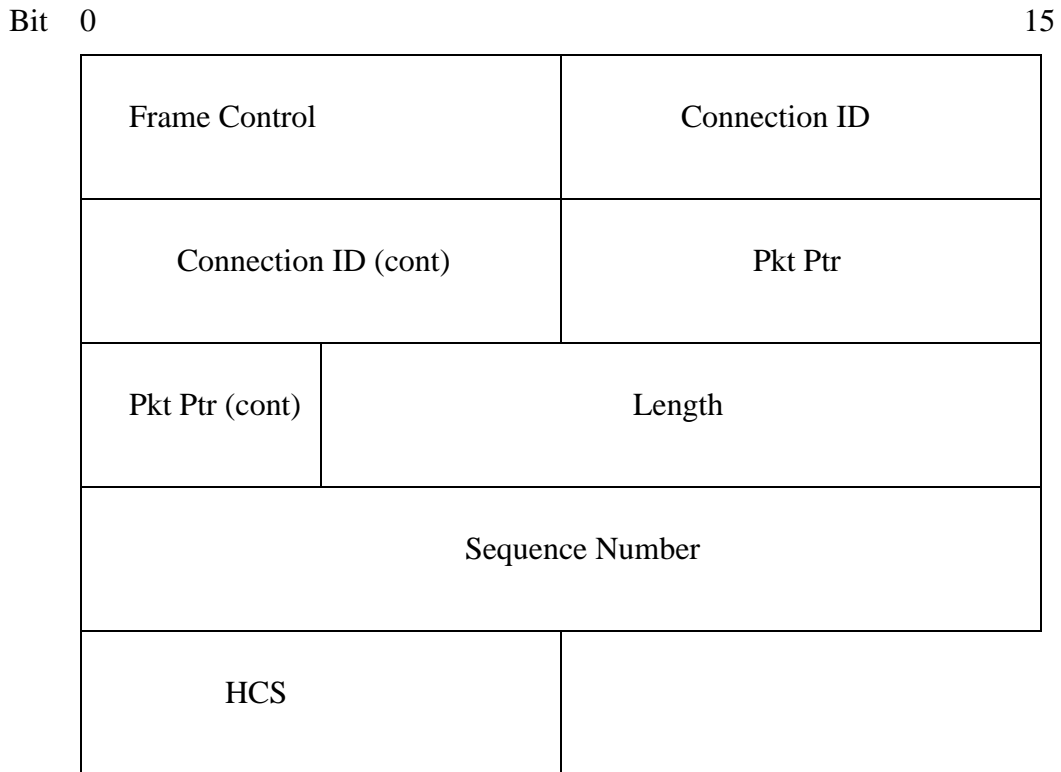 Bit 0 15
Frame Control Connection ID
Connection ID (cont) Pkt Ptr
Pkt Ptr (cont) Length
Sequence Number
HCS